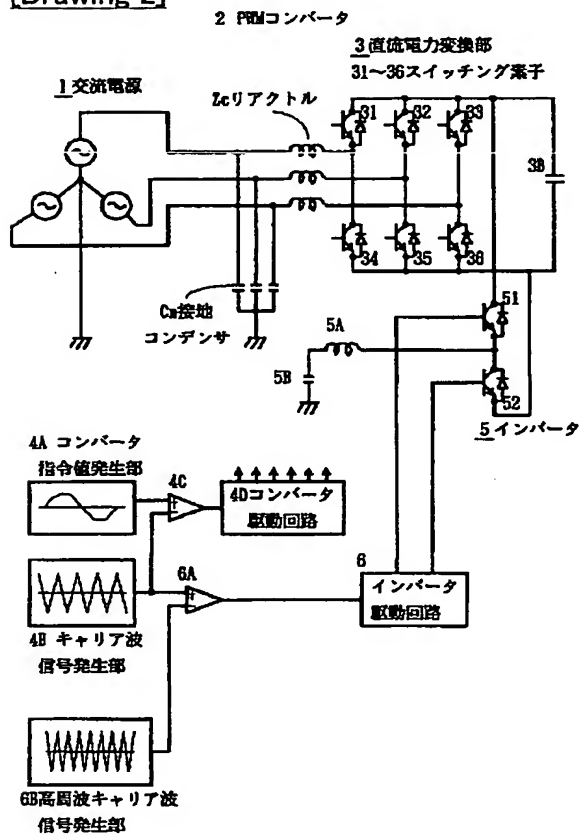 [Drawing 2]
2 PWMコンバータ
3 直流電力変換部
31～36スイッチング素子
1 交流電源
Zcリアクトル
31
32
33
3B
34
35
36
Cm接地
コンデンサ
51
5A
5B
52
5 インバータ
4A コンバータ
指令値発生部
4C
4Dコンバータ
駆動回路
6
6A
インバータ
駆動回路
4B キャリア波
信号発生部
6B高周波キャリア波
信号発生部